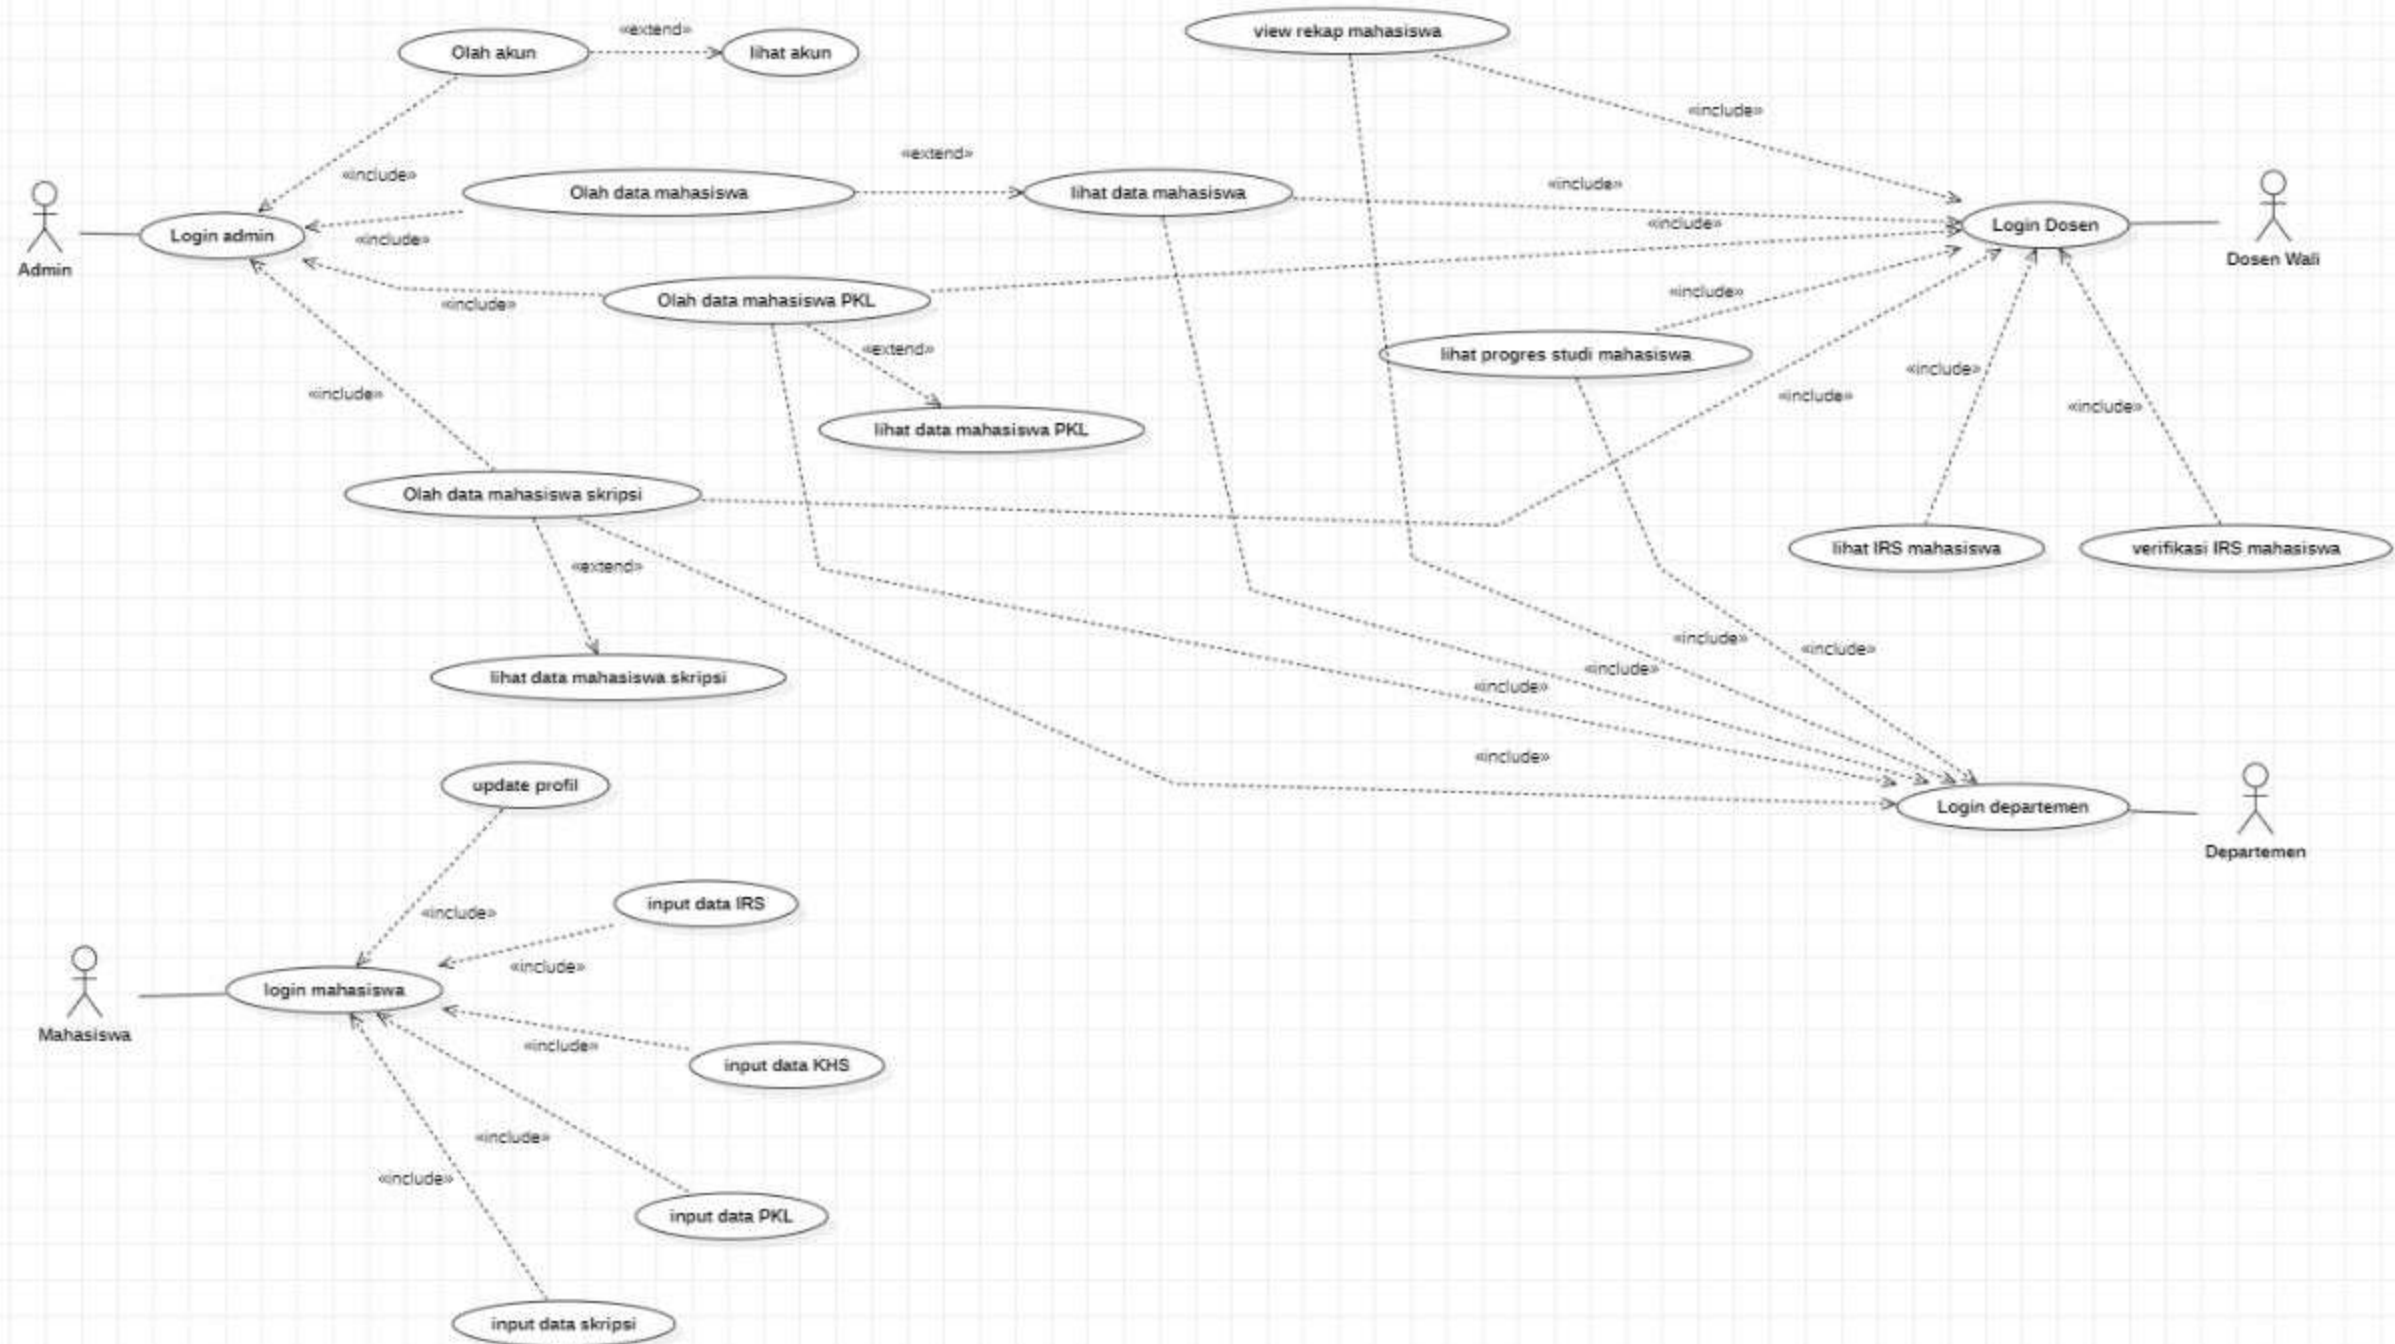 «extend»
Olah akun
lihat akun
view rekap mahasiswa
«include»
«extend»
«include»
Olah data mahasiswa
lihat data mahasiswa
«include»
«include»
Login admin
«include»
Login Dosen
Admin
Dosen Wali
Olah data mahasiswa PKL
«include»
«include»
«extend»
lihat progres studi mahasiswa
«include»
«include»
«include»
«include»
lihat data mahasiswa PKL
Olah data mahasiswa skripsi
lihat IRS mahasiswa
verifikasi IRS mahasiswa
«extend»
«include»
«include»
«include»
«include»
lihat data mahasiswa skripsi
«include»
update profil
Login departemen
Departemen
input data IRS
«include»
«include»
login mahasiswa
Mahasiswa
«include»
input data KHS
«include»
«include»
input data PKL
input data skripsi